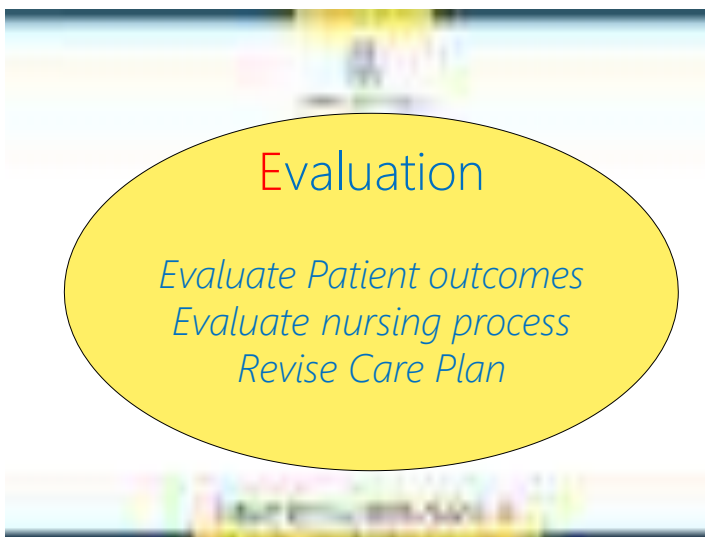 Evaluation
Evaluate Patient outcomes
Evaluate nursing process
Revise Care Plan